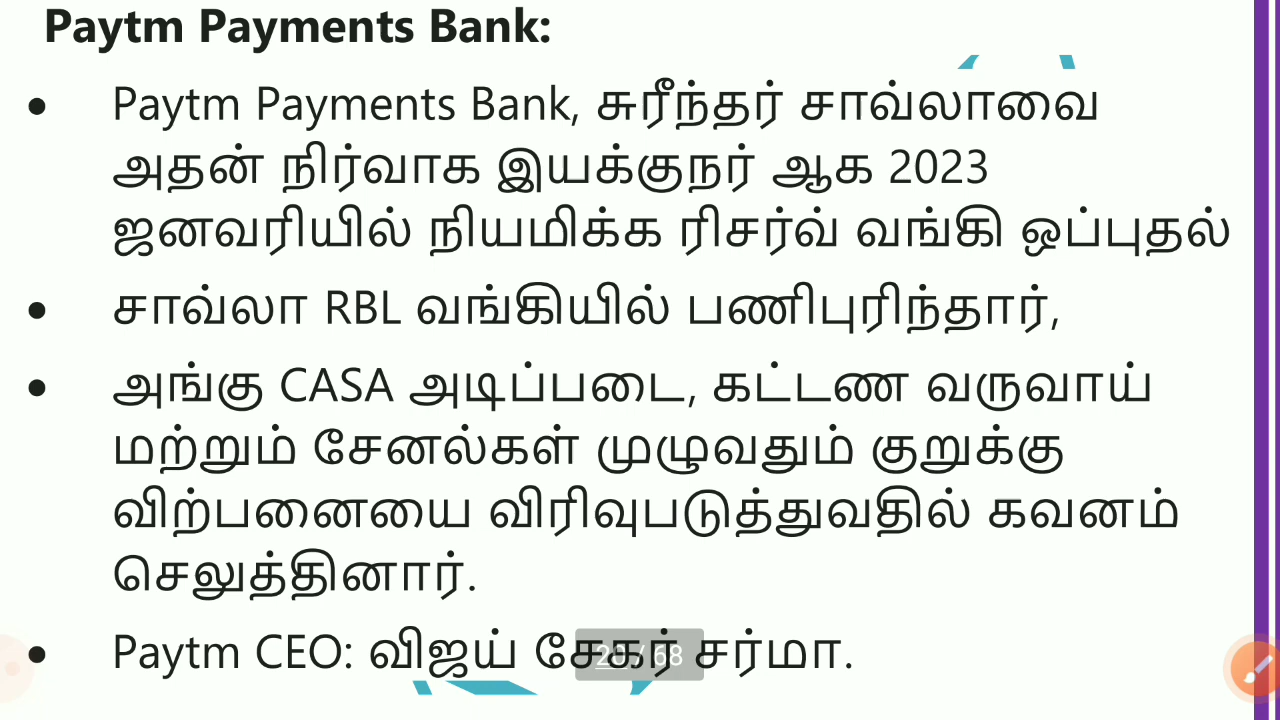 Paytm Payments Bank:
• Paytm Payments Bank, சுரீந்தர் சாவ்லாவை
அதன் நிர்வாக இயக்குநர் ஆக 2023
ஜனவரியில் நியமிக்க ரிசர்வ் வங்கி ஒப்புதல்
• சாவ்லா RBL வங்கியில் பணிபுரிந்தார்,
• அங்கு CASA அடிப்படை, கட்டண வருவாய்
மற்றும் சேனல்கள் முழுவதும் குறுக்கு
விற்பனையை விரிவுபடுத்துவதில் கவனம்
செலுத்தினார்.
• Paytm CEO: விஜய் சேகர் சர்மா.
20 / 68